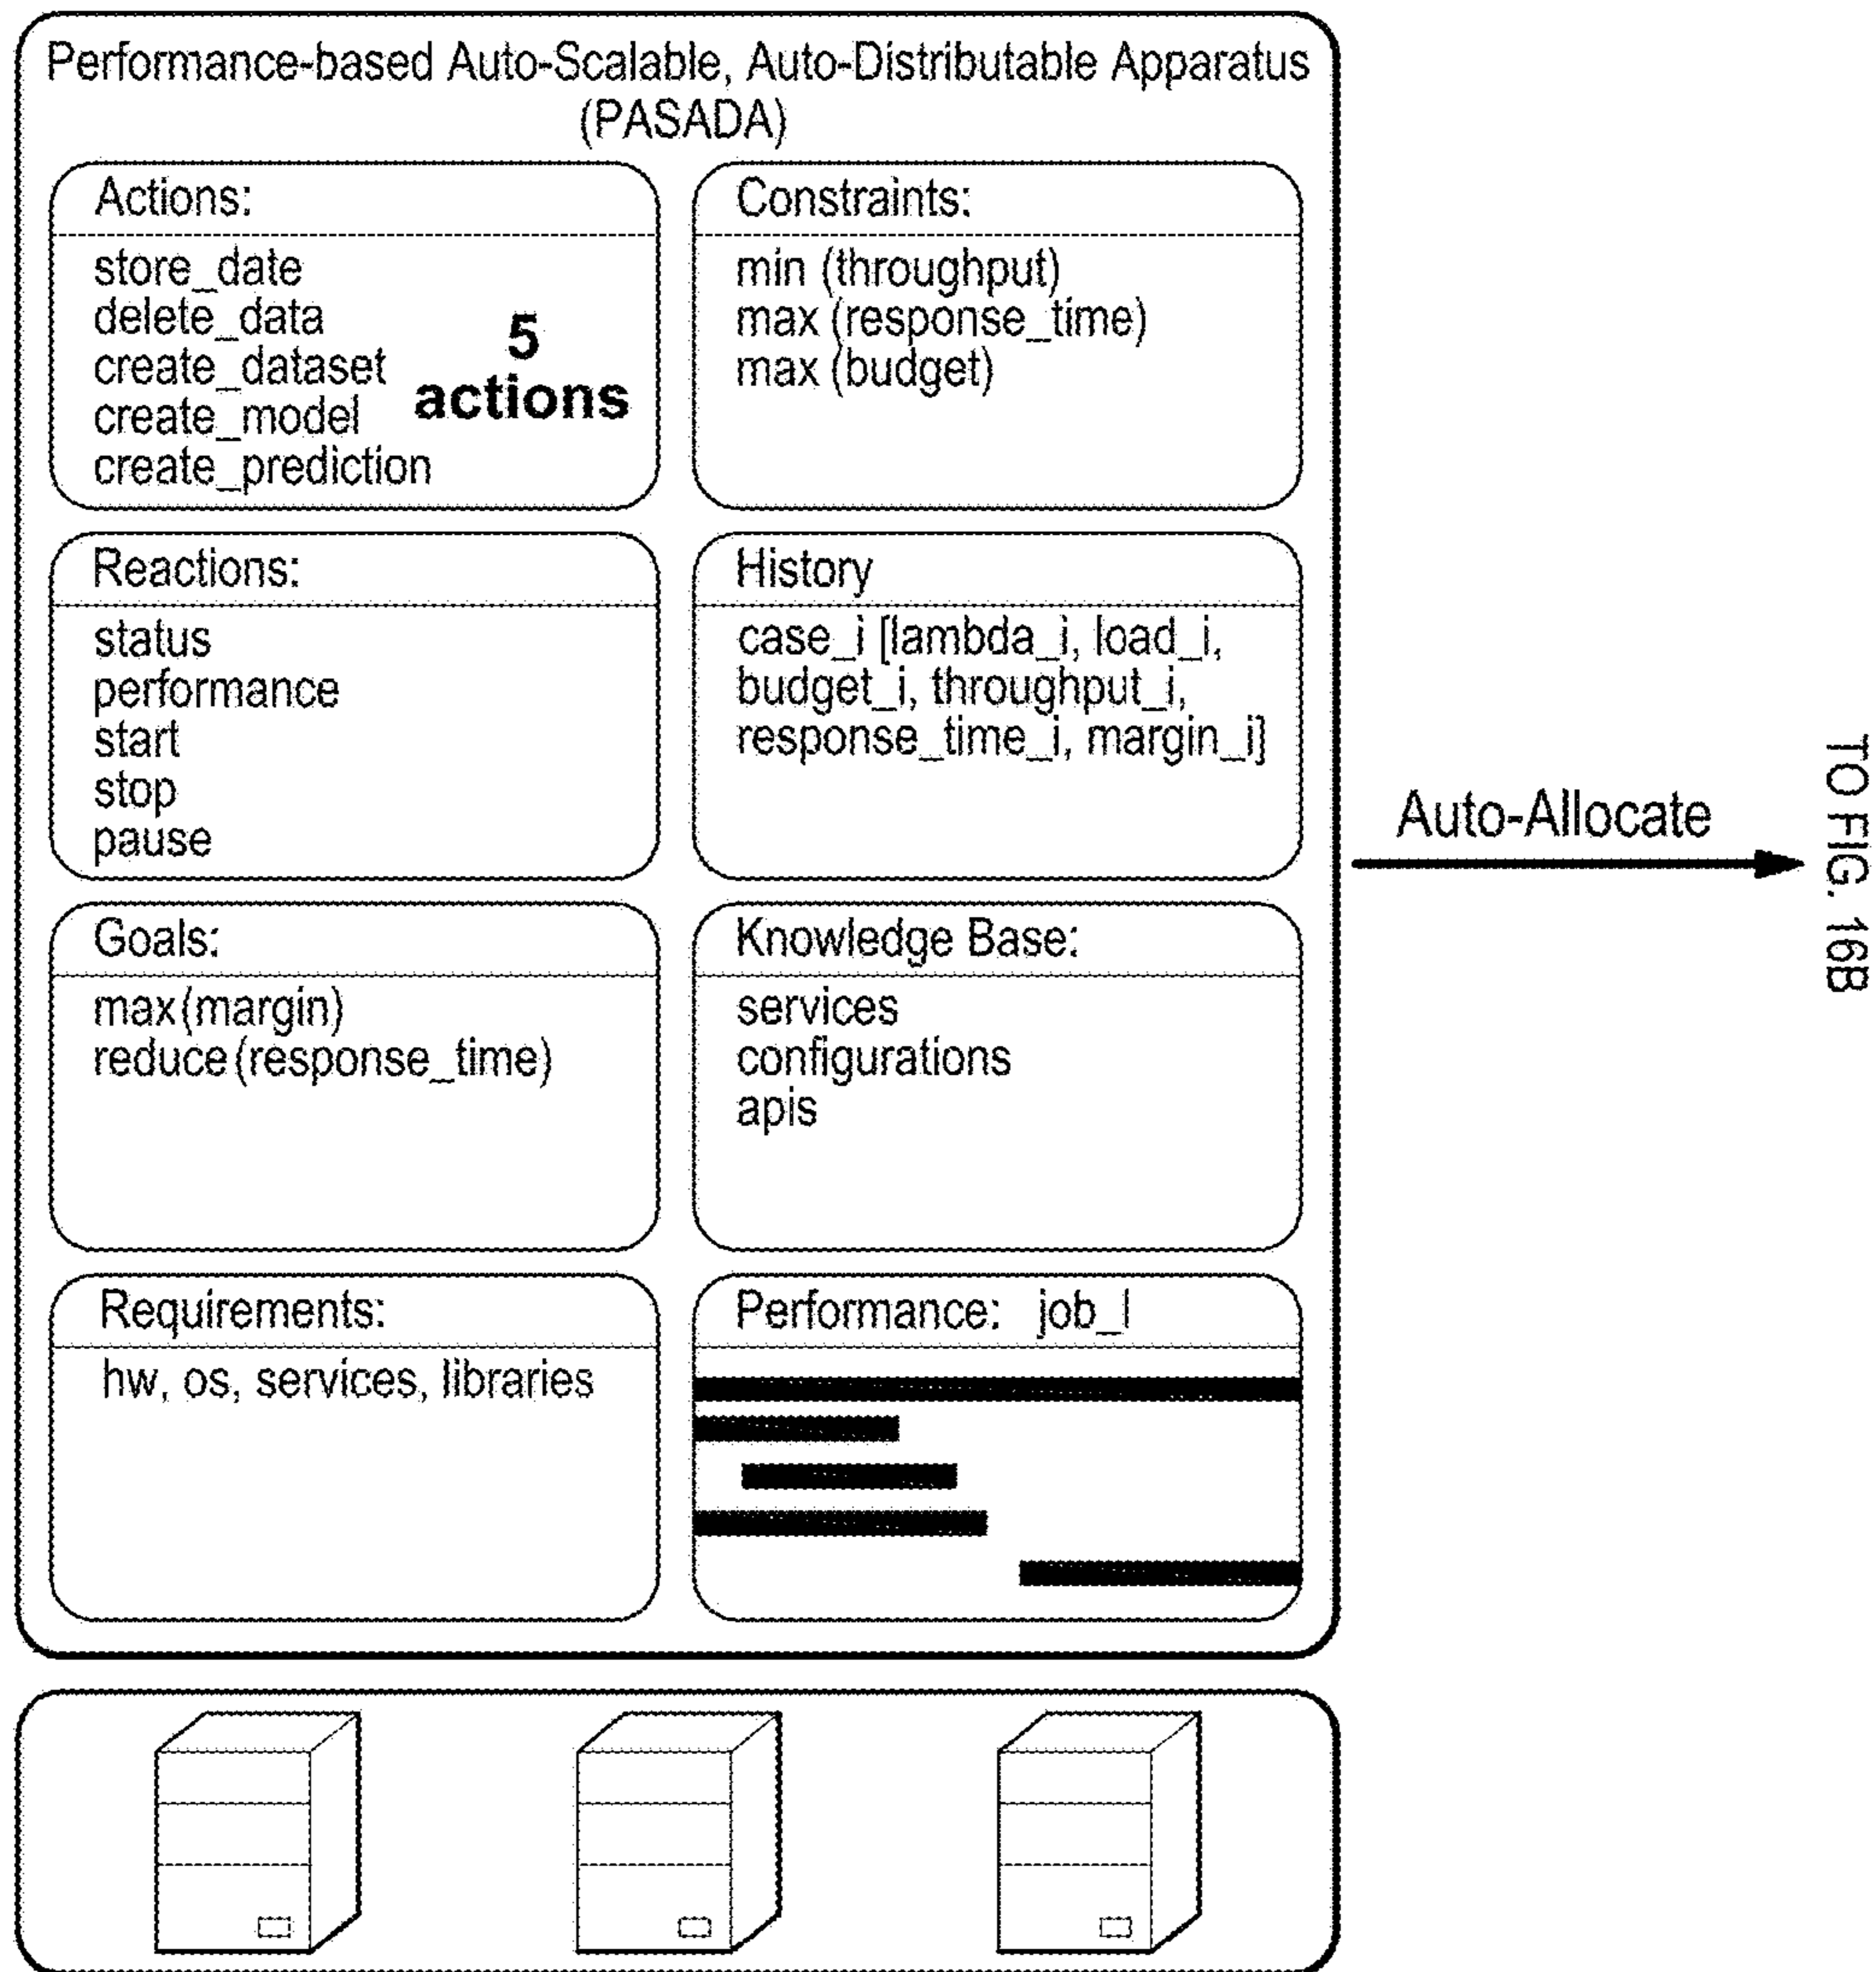 Performance-based Auto-Scalable, Auto-Distributable Apparatus
(PASADA)
Actions:
store_date
delete_data
create_dataset
create_model
create_prediction
5
actions
Constraints:
min (throughput)
max (response_time)
max (budget)
Reactions:
status
performance
start
stop
pause
History
case_i [lambda_i, load_i,
budget_i, throughput_i,
response_time_i, margin_i]
Goals:
max(margin)
reduce(response_time)
Knowledge Base:
services
configurations
apis
Requirements:
hw, os, services, libraries
Performance: job_l
Auto-Allocate
TO FIG. 16B